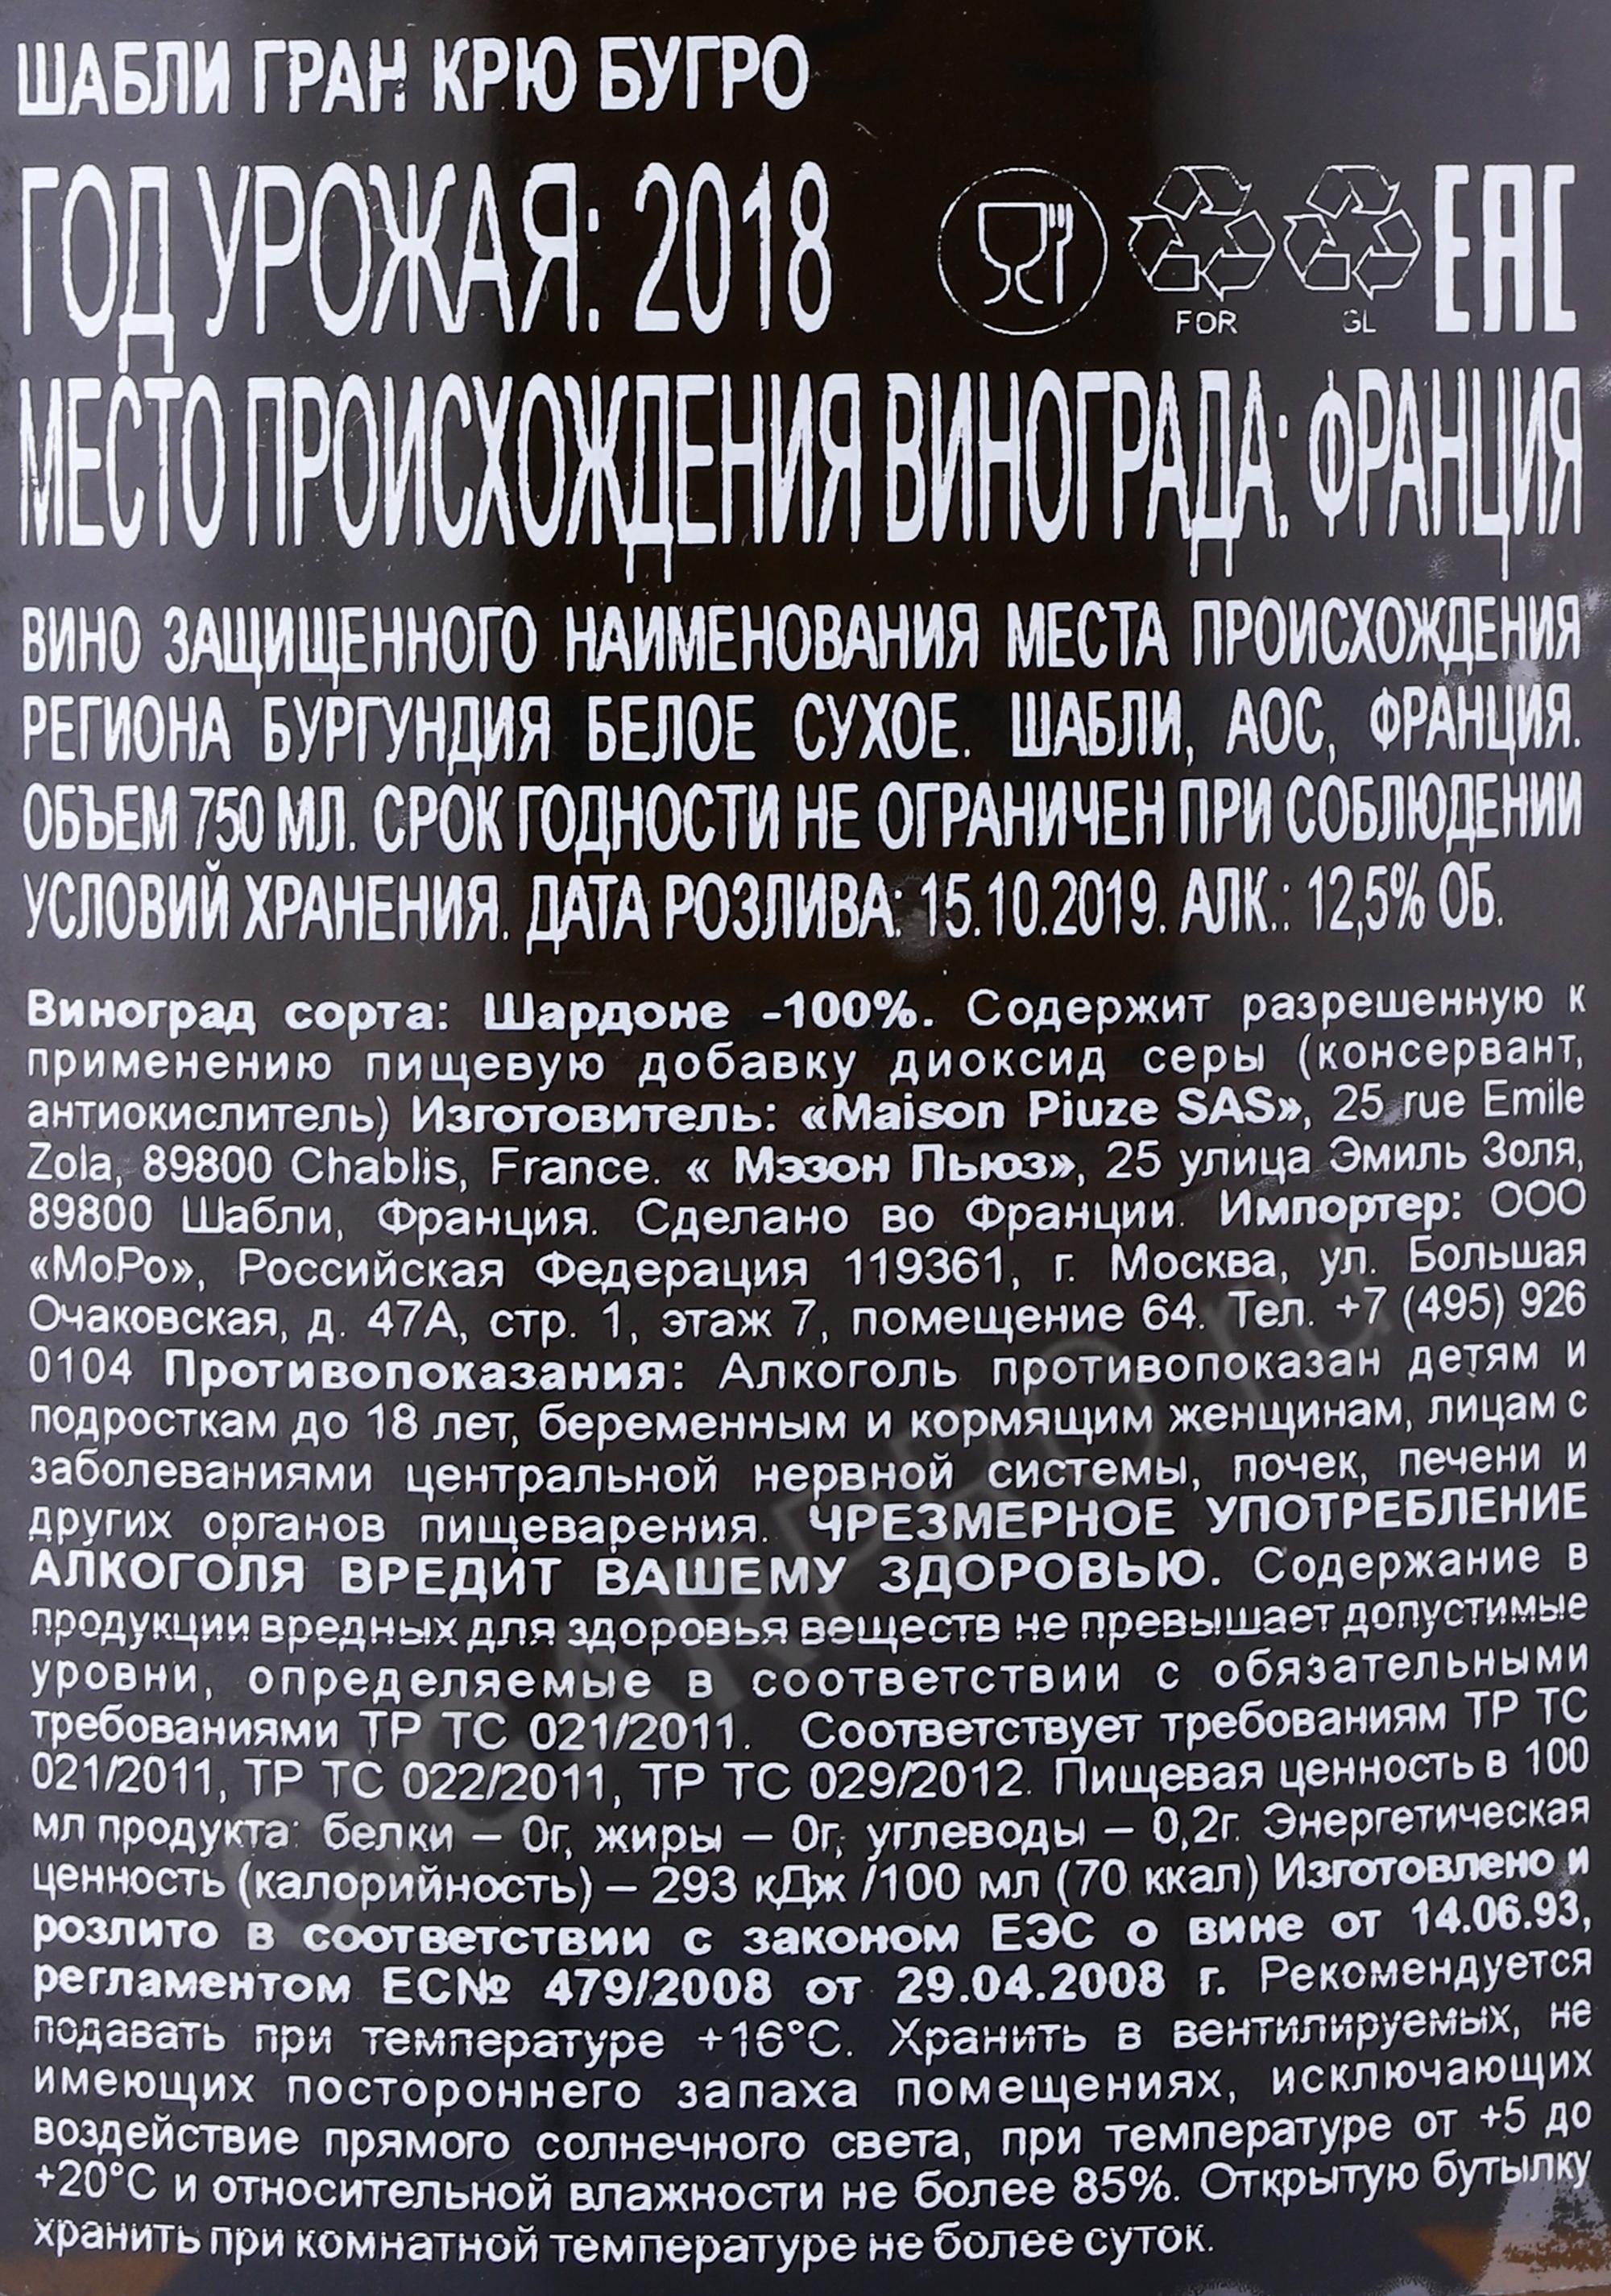 ШАБЛИ ГРАН КРЮ БУГРО
ГОД УРОЖАЯ: 2018
FOR
GL
EAC
МЕСТО ПРОИСХОЖДЕНИЯ ВИНОГРАДА: ФРАНЦИЯ
ВИНО ЗАЩИЩЕННОГО НАИМЕНОВАНИЯ МЕСТА ПРОИСХОЖДЕНИЯ
РЕГИОНА БУРГУНДИЯ БЕЛОЕ СУХОЕ. ШАБЛИ, АОС, ФРАНЦИЯ.
ОБЪЕМ 750 МЛ. СРОК ГОДНОСТИ НЕ ОГРАНИЧЕН ПРИ СОБЛЮДЕНИИ
УСЛОВИЙ ХРАНЕНИЯ. ДАТА РОЗЛИВА: 15.10.2019. АЛК.: 12,5% ОБ.
Виноград сорта: Шардоне -100%. Содержит разрешенную к
применению пищевую добавку диоксид серы (консервант,
антиокислитель) Изготовитель: «Maison Piuze SAS», 25 rue Emile
Zola, 89800 Chablis, France. « Мэзон Пьюз», 25 улица Эмиль Золя,
89800 Шабли, Франция. Сделано во Франции. Импортер: ООО
«МоРо», Российская Федерация 119361, г. Москва, ул. Большая
Очаковская, д. 47А, стр. 1, этаж 7, помещение 64. Тел. +7 (495) 926
0104 Противопоказания: Алкоголь противопоказан детям и
подросткам до 18 лет, беременным и кормящим женщинам, лицам с
заболеваниями центральной нервной системы, почек, печени и
других органов пищеварения. ЧРЕЗМЕРНОЕ УПОТРЕБЛЕНИЕ
АЛКОГОЛЯ ВРЕДИТ ВАШЕМУ ЗДОРОВЬЮ. Содержание в
продукции вредных для здоровья веществ не превышает допустимые
уровни, определяемые в соответствии с обязательными
требованиями ТР ТС 021/2011. Соответствует требованиям ТР ТС
021/2011, ТР ТС 022/2011, ТР ТС 029/2012. Пищевая ценность в 100
мл продукта: белки – 0г, жиры – 0г, углеводы – 0,2г. Энергетическая
ценность (калорийность) – 293 кДж /100 мл (70 ккал) Изготовлено и
розлито в соответствии с законом ЕЭС о вине от 14.06.93,
регламентом ЕС№ 479/2008 от 29.04.2008 г. Рекомендуется
подавать при температуре +16°С. Хранить в вентилируемых, не
имеющих постороннего запаха помещениях, исключающих
воздействие прямого солнечного света, при температуре от +5 до
+20°С и относительной влажности не более 85%. Открытую бутылку
хранить при комнатной температуре не более суток.
CIGARPRO.ru